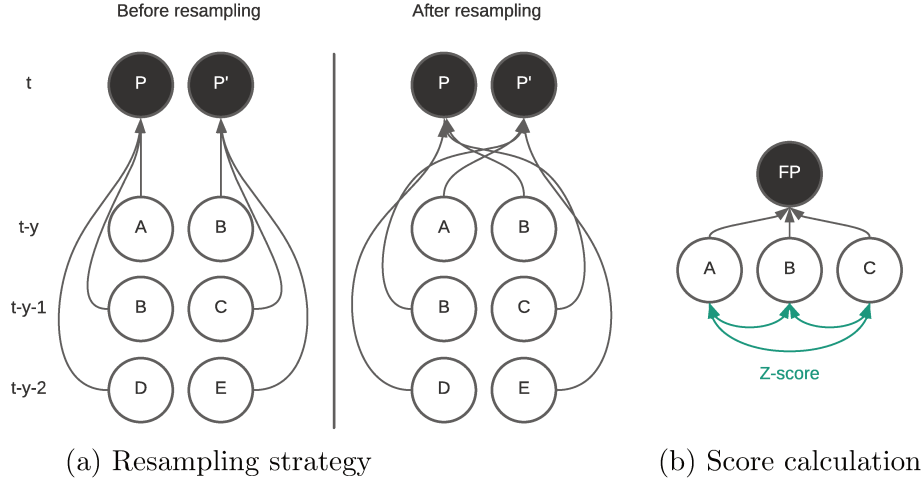 Before resampling
After resampling
t
P
P'
P
P'
FP
t-y
A
B
A
B
A
B
C
t-y-1
B
C
B
C
Z-score
t-y-2
D
E
D
E
(a) Resampling strategy
(b) Score calculation